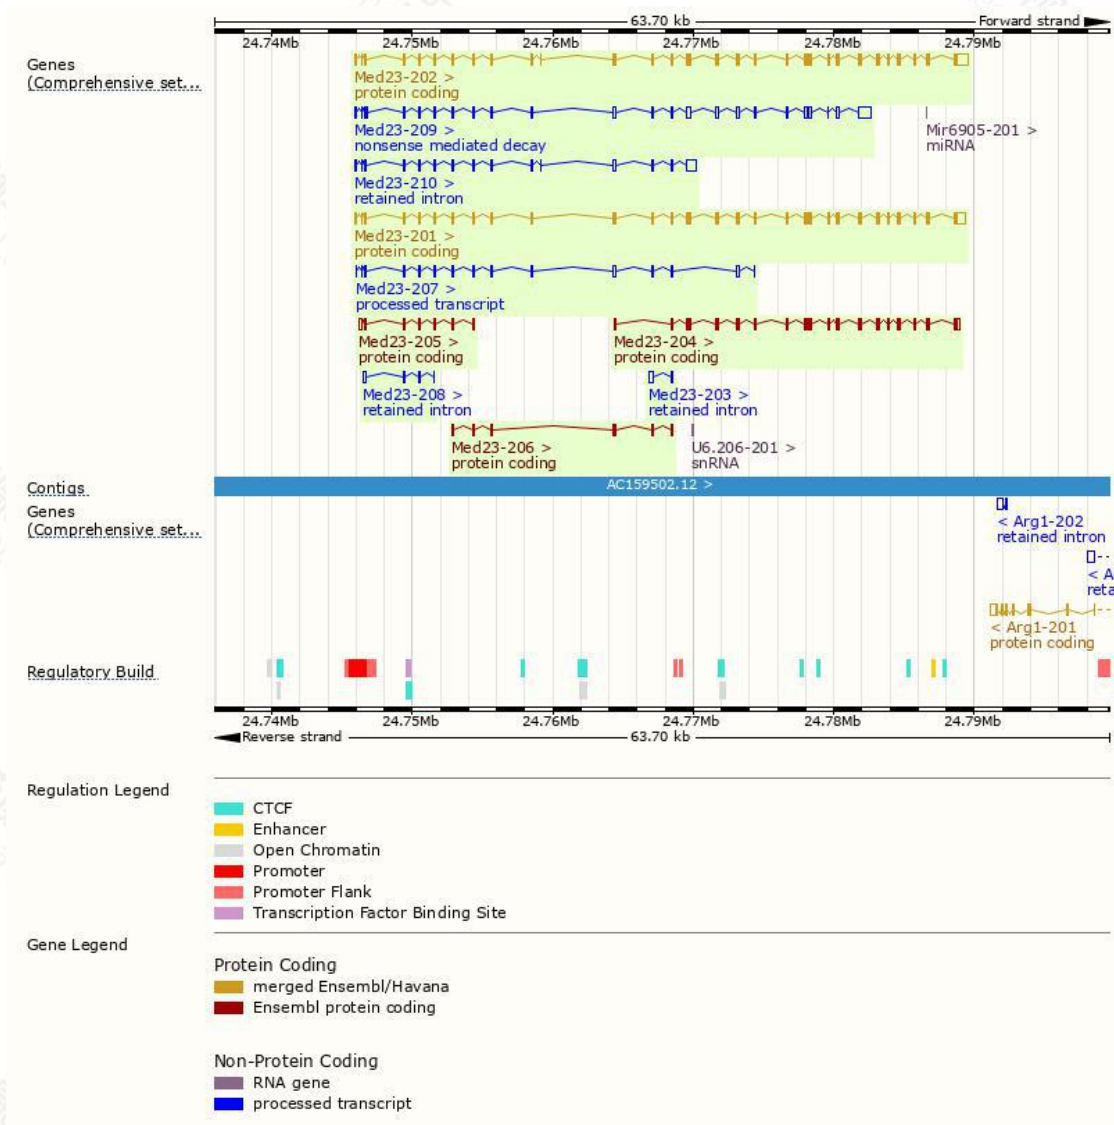 63.70 kb Forward strand
24.74Mb 24.75Mb 24.76Mb 24.77Mb 24.78Mb 24.79Mb
Genes
(Comprehensive set...
Med23-202 >
protein coding
Med23-209 >
nonsense mediated decay
Mir6905-201 >
miRNA
Med23-210 >
retained intron
Med23-201 >
protein coding
Med23-207 >
processed transcript
Med23-205 >
protein coding
Med23-204 >
protein coding
Med23-208 >
retained intron
Med23-203 >
retained intron
Med23-206 >
protein coding
U6.206-201 >
snRNA
Contigs
AC159502.12 >
Genes
(Comprehensive set...
< Arg1-202
retained intron
< A
reta
< Arg1-201
protein coding
Regulatory Build
24.74Mb 24.75Mb 24.76Mb 24.77Mb 24.78Mb 24.79Mb
Reverse strand 63.70 kb
Regulation Legend
CTCF
Enhancer
Open Chromatin
Promoter
Promoter Flank
Transcription Factor Binding Site
Gene Legend
Protein Coding
merged Ensembl/Havana
Ensembl protein coding
Non-Protein Coding
RNA gene
processed transcript